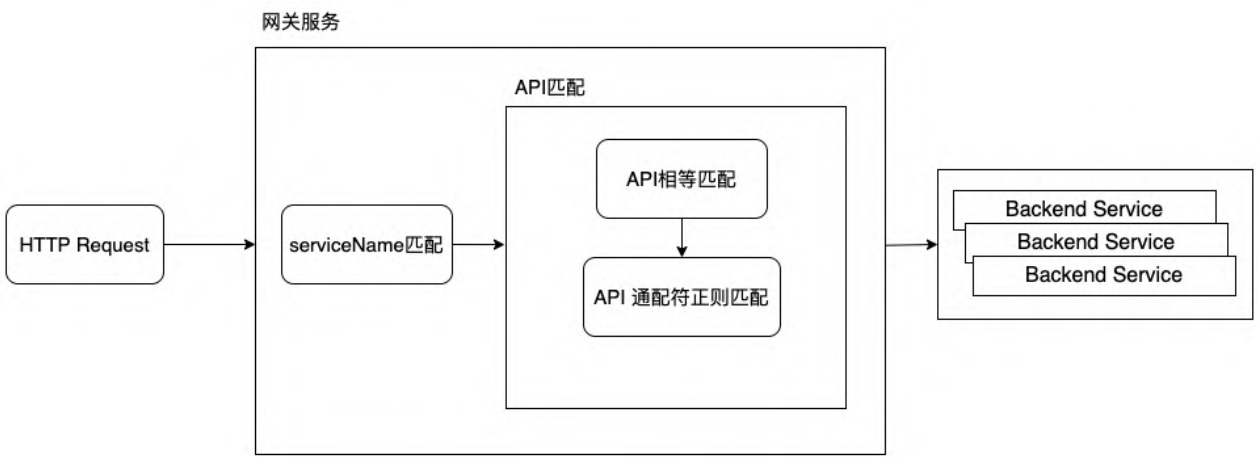 网关服务
API匹配
API相等匹配
HTTP Request
serviceName匹配
API 通配符正则匹配
Backend Service
Backend Service
Backend Service